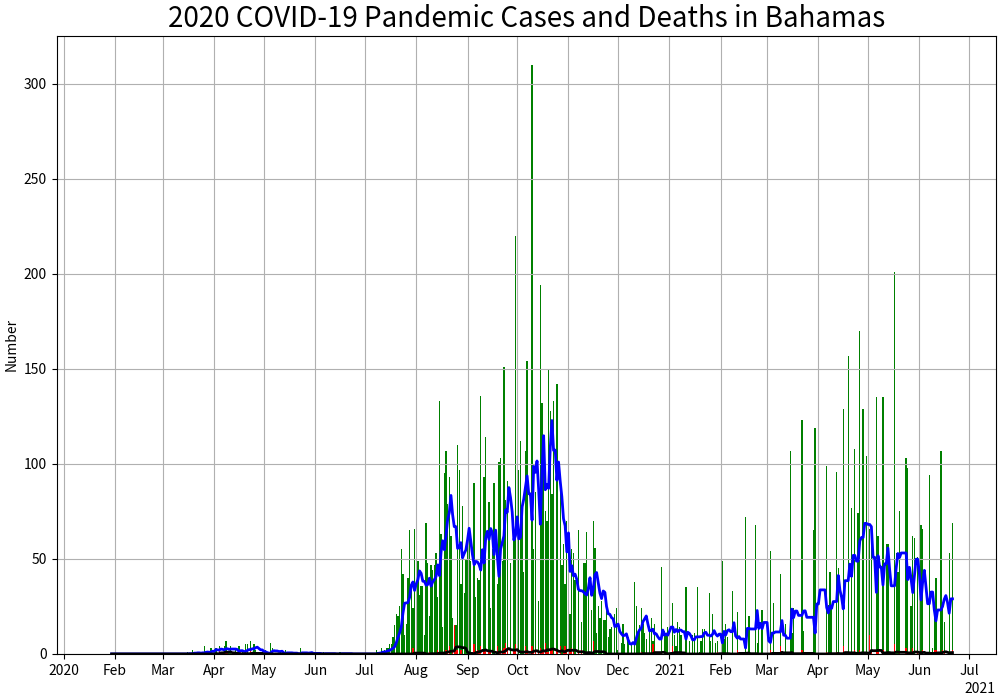 2020 COVID-19 Pandemic Cases and Deaths in Bahamas
300
250
200
150
100
50
0
Number
2020 Feb Mar Apr May Jun Jul Aug Sep Oct Nov Dec 2021 Feb Mar Apr May Jun Jul
2021